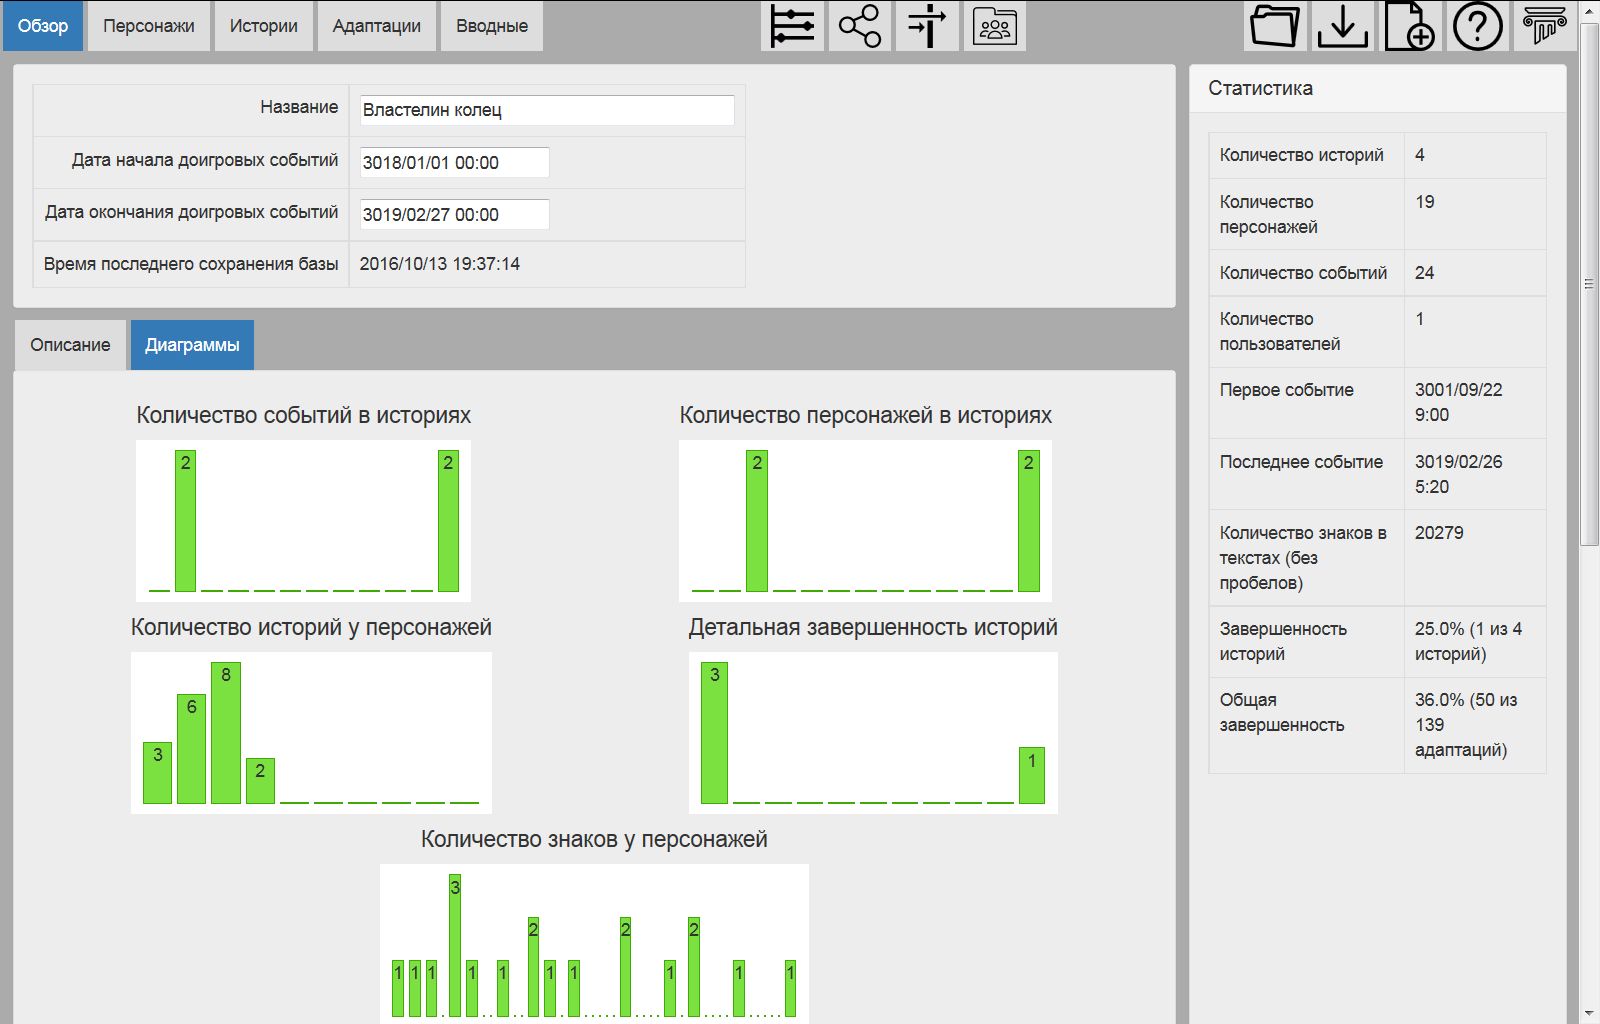 Обзор
Персонажи
Истории
Адаптации
Вводные
Название
Властелин колец
Дата начала доигровых событий
3018/01/01 00:00
Дата окончания доигровых событий
3019/02/27 00:00
Время последнего сохранения базы
2016/10/13 19:37:14
Описание
Диаграммы
Количество событий в историях
2
2
Количество персонажей в историях
2
2
Количество историй у персонажей
3
6
8
2
Детальная завершенность историй
3
1
Количество знаков у персонажей
1
1
1
3
1
1
2
1
1
2
1
2
1
1
Статистика
Количество историй
4
Количество
персонажей
19
Количество событий
24
Количество
пользователей
1
Первое событие
3001/09/22
9:00
Последнее событие
3019/02/26
5:20
Количество знаков в
текстах (без
пробелов)
20279
Завершенность
историй
25.0% (1 из 4
историй)
Общая
завершенность
36.0% (50 из
139
адаптаций)